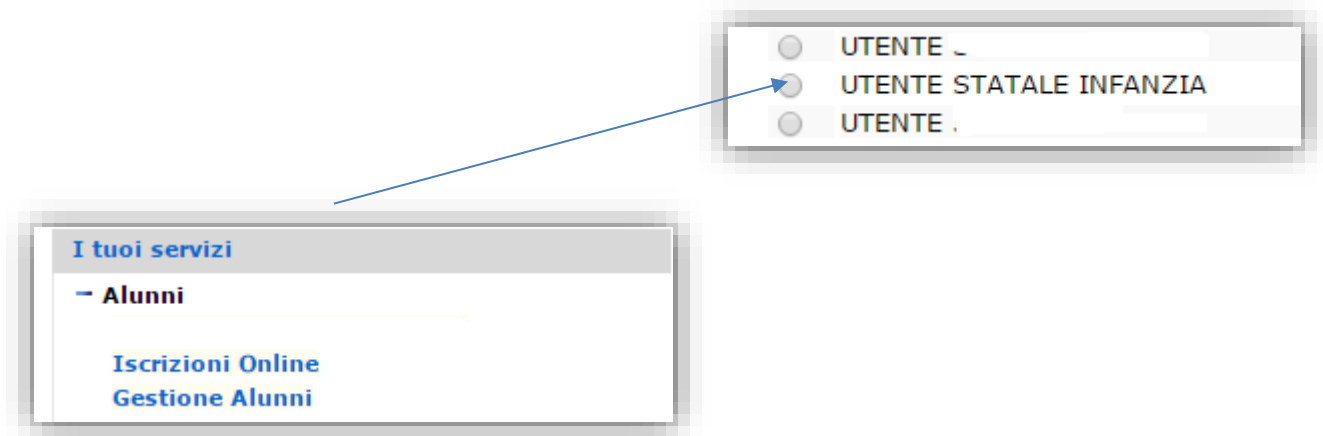 UTENTE
UTENTE STATALE INFANZIA
UTENTE
I tuoi servizi
Alunni
Iscrizioni Online
Gestione Alunni